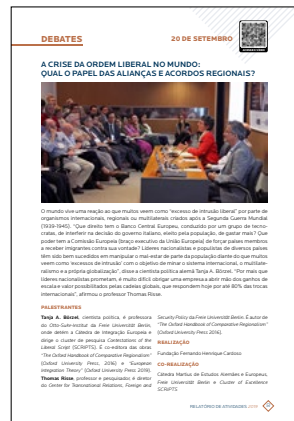 DEBATES
20 DE SETEMBRO
A CRISE DA ORDEM LIBERAL NO MUNDO:
QUAL O PAPEL DAS ALIANÇAS E ACORDOS REGIONAIS?
O mundo vive uma reação ao que muitos veem como “excesso de intrusão liberal” por parte de
organismos internacionais, regionais ou multilaterais criados após a Segunda Guerra Mundial
(1939-1945). “Que direito tem o Banco Central Europeu, conduzido por um grupo de tecno-
cratas, de interferir na decisão do governo italiano, eleito pela população, de gastar mais? Que
poder tem a Comissão Europeia (braço executivo da União Europeia) de forçar países membros
a receber imigrantes contra sua vontade? Líderes nacionalistas e populistas de diversos países
têm sido bem sucedidos em manipular o mal-estar de parte da população diante do que muitos
veem como ‘excessos de intrusão’ com o objetivo de minar o sistema internacional, o multilate-
ralismo e a própria globalização”, disse a cientista política alemã Tanja A. Börzel. “Por mais que
líderes nacionalistas prometam, é muito difícil obrigar uma empresa a abrir mão dos ganhos de
escala e valor possibilitados pelas cadeias globais, que respondem hoje por até 80% das trocas
internacionais”, afirmou o professor Thomas Risse.
PALESTRANTES
Tanja A. Börzel, cientista política, é professora
do Otto-Suhr-Institut da Freie Universität Berlin,
onde detém a Cátedra de Integração Europeia e
dirige o cluster de pesquisa Contestations of the
Liberal Script (SCRIPTS). É co-editora das obras
“The Oxford Handbook of Comparative Regionalism”
(Oxford University Press, 2016) e “European
Integration Theory” (Oxford University Press, 2019).
Thomas Risse, professor e pesquisador, é diretor
do Center for Transnational Relations, Foreign and
Security Policy da Freie Universität Berlin. É autor de
“The Oxford Handbook of Comparative Regionalism”
(Oxford University Press, 2016).
REALIZAÇÃO
Fundação Fernando Henrique Cardoso
CO-REALIZAÇÃO
Cátedra Martius de Estudos Alemães e Europeus,
Freie Universität Berlin e Cluster of Excellence
SCRIPTS
RELATÓRIO DE ATIVIDADES 2019